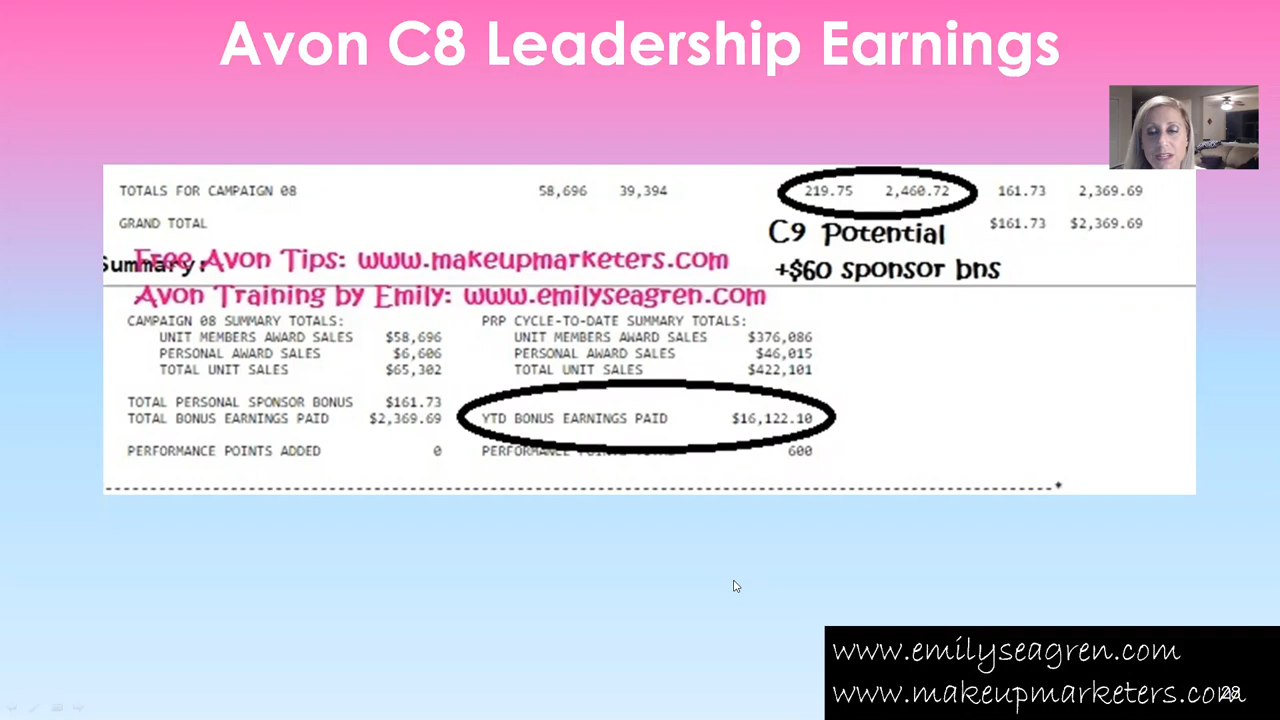 Avon C8 Leadership Earnings
TOTALS FOR CAMPAIGN 08 58,696 39,394 219.75 2,460.72 161.73 2,369.69
GRAND TOTAL $161.73 $2,369.69
C9 Potential
+$60 sponsor bns
Summary:
Free Avon Tips: www.makeupmarketers.com
Avon Training by Emily: www.emilyseagren.com
CAMPAIGN 08 SUMMARY TOTALS: PRP CYCLE-TO-DATE SUMMARY TOTALS:
UNIT MEMBERS AWARD SALES $58,696 UNIT MEMBERS AWARD SALES $376,086
PERSONAL AWARD SALES $6,606 PERSONAL AWARD SALES $46,015
TOTAL UNIT SALES $65,302 TOTAL UNIT SALES $422,101
TOTAL PERSONAL SPONSOR BONUS $161.73
TOTAL BONUS EARNINGS PAID $2,369.69 YTD BONUS EARNINGS PAID $16,122.10
PERFORMANCE POINTS ADDED 0 PERFORMANCE POINTS TOTAL 600
www.emilyseagren.com
www.makeupmarketers.com
28